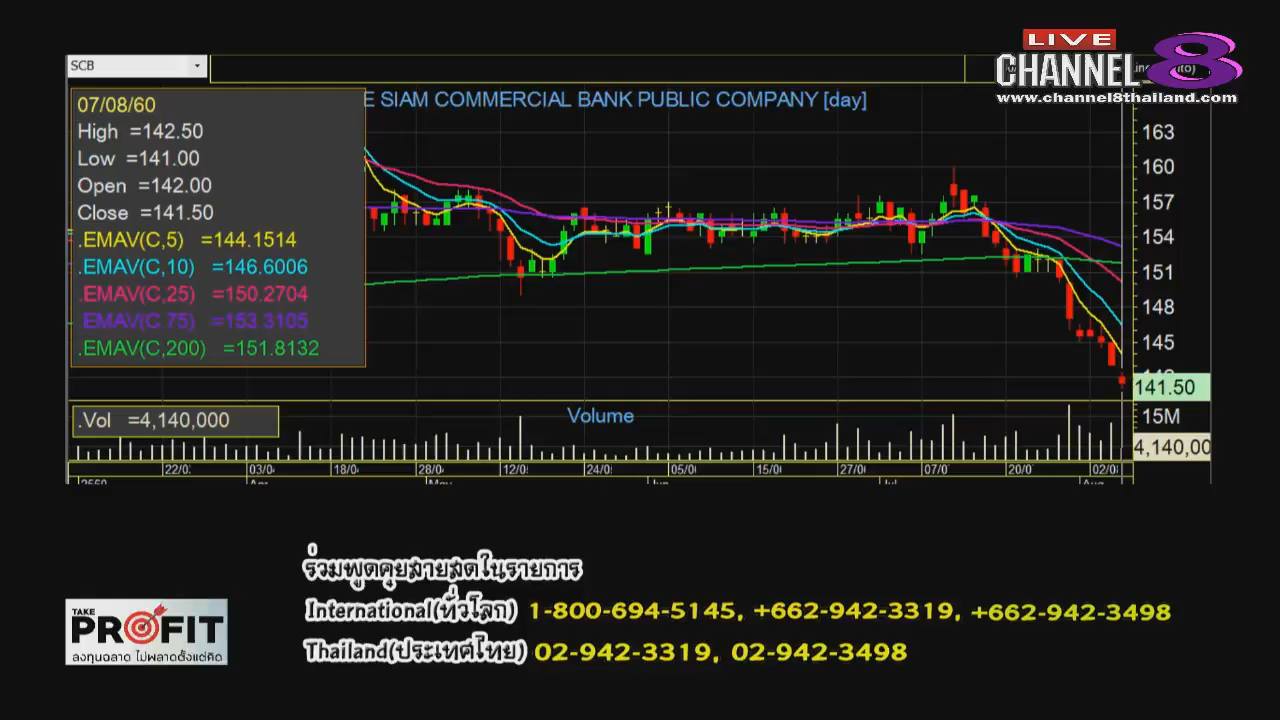 LIVE
CHANNEL 8
www.channel8thailand.com
SCB
E SIAM COMMERCIAL BANK PUBLIC COMPANY [day]
07/08/60
High =142.50
Low =141.00
Open =142.00
Close =141.50
.EMAV(C,5) =144.1514
.EMAV(C,10) =146.6006
.EMAV(C,25) =150.2704
.EMAV(C,75) =153.3105
.EMAV(C,200) =151.8132
163
160
157
154
151
148
145
141.50
.Vol =4,140,000
Volume
15M
4,140,00
22/0 03/0 18/0 28/0 12/0 24/0 05/0 15/0 27/0 07/0 20/0 02/0
2560 Apr May Jun Jul Aug
ร่วมพูดคุยสายสดในรายการ
International(ทั่วโลก) 1-800-694-5145, +662-942-3319, +662-942-3498
Thailand(ประเทศไทย) 02-942-3319, 02-942-3498
TAKE
PROFIT
ลงทุนฉลาด ไม่พลาดตั้งแต่คิด